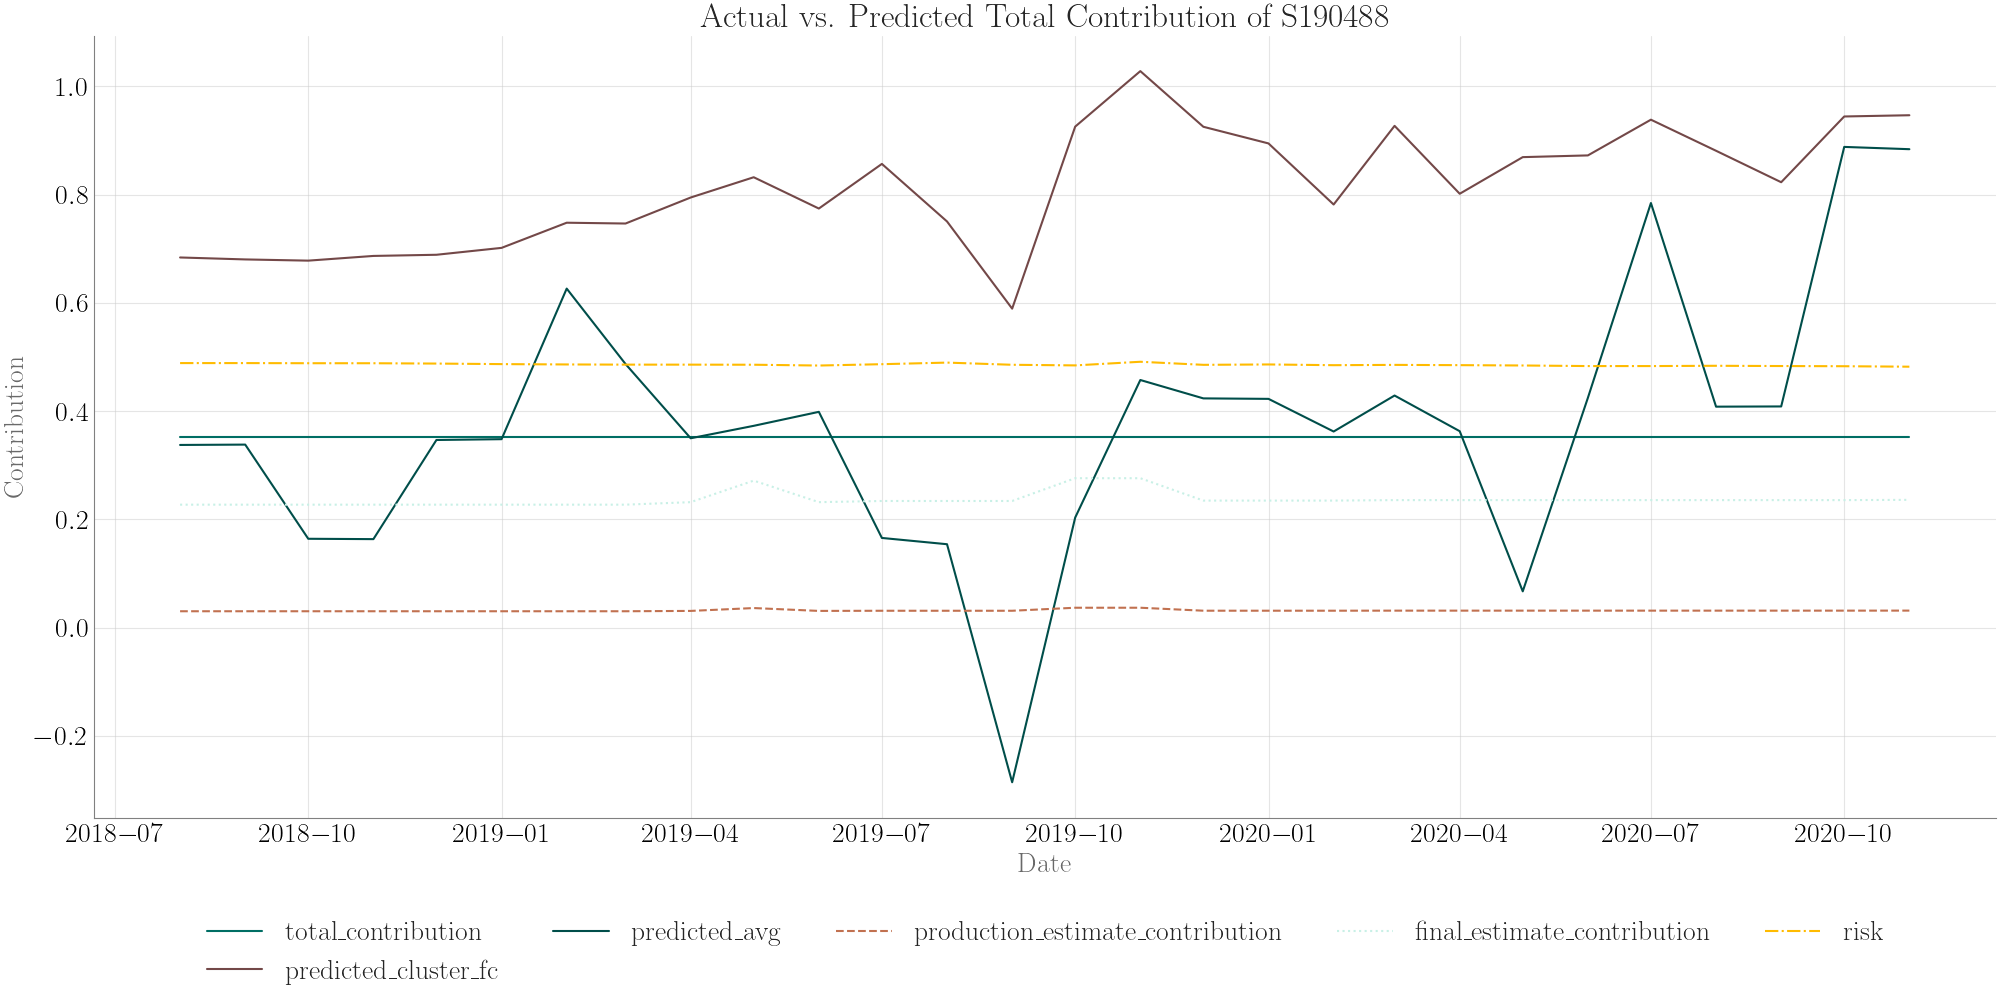 Actual vs. Predicted Total Contribution of S190488
Contribution
1.0
0.8
0.6
0.4
0.2
0.0
−0.2
2018−07 2018−10 2019−01 2019−04 2019−07 2019−10 2020−01 2020−04 2020−07 2020−10
Date
total_contribution predicted_avg production_estimate_contribution final_estimate_contribution risk
predicted_cluster_fc